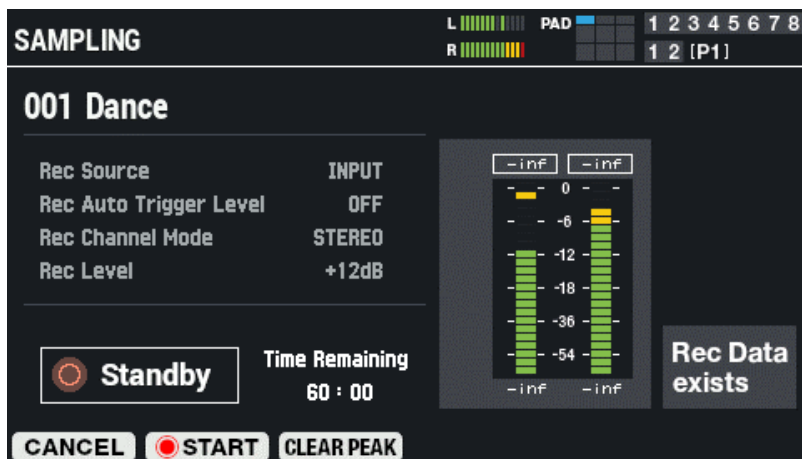 SAMPLING
L
R
PAD
1 2 3 4 5 6 7 8
1 2 [P1]
001 Dance
Rec Source INPUT
Rec Auto Trigger Level OFF
Rec Channel Mode STEREO
Rec Level +12dB
-inf -inf
0
-6
-12
-18
-36
-54
-inf -inf
Standby
Time Remaining
60 : 00
Rec Data
exists
CANCEL START CLEAR PEAK